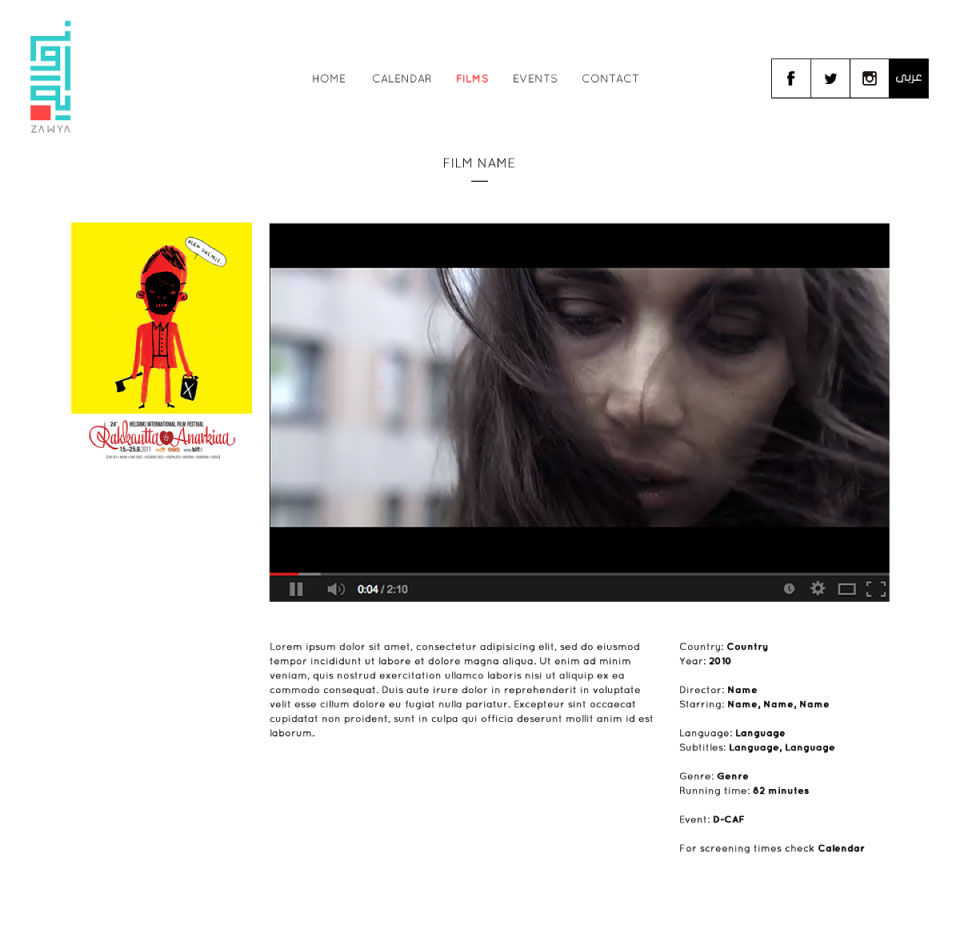 زاوية
ZAWYA
HOME CALENDAR FILMS EVENTS CONTACT
عربي
FILM NAME
24th HELSINKI INTERNATIONAL FILM FESTIVAL
Rakkautta Anarkiaa
15.-25.9.2011
0:04 / 2:10
Lorem ipsum dolor sit amet, consectetur adipisicing elit, sed do eiusmod
tempor incididunt ut labore et dolore magna aliqua. Ut enim ad minim
veniam, quis nostrud exercitation ullamco laboris nisi ut aliquip ex ea
commodo consequat. Duis aute irure dolor in reprehenderit in voluptate
velit esse cillum dolore eu fugiat nulla pariatur. Excepteur sint occaecat
cupidatat non proident, sunt in culpa qui officia deserunt mollit anim id est
laborum.
Country: Country
Year: 2010
Director: Name
Starring: Name, Name, Name
Language: Language
Subtitles: Language, Language
Genre: Genre
Running time: 82 minutes
Event: D-CAF
For screening times check Calendar